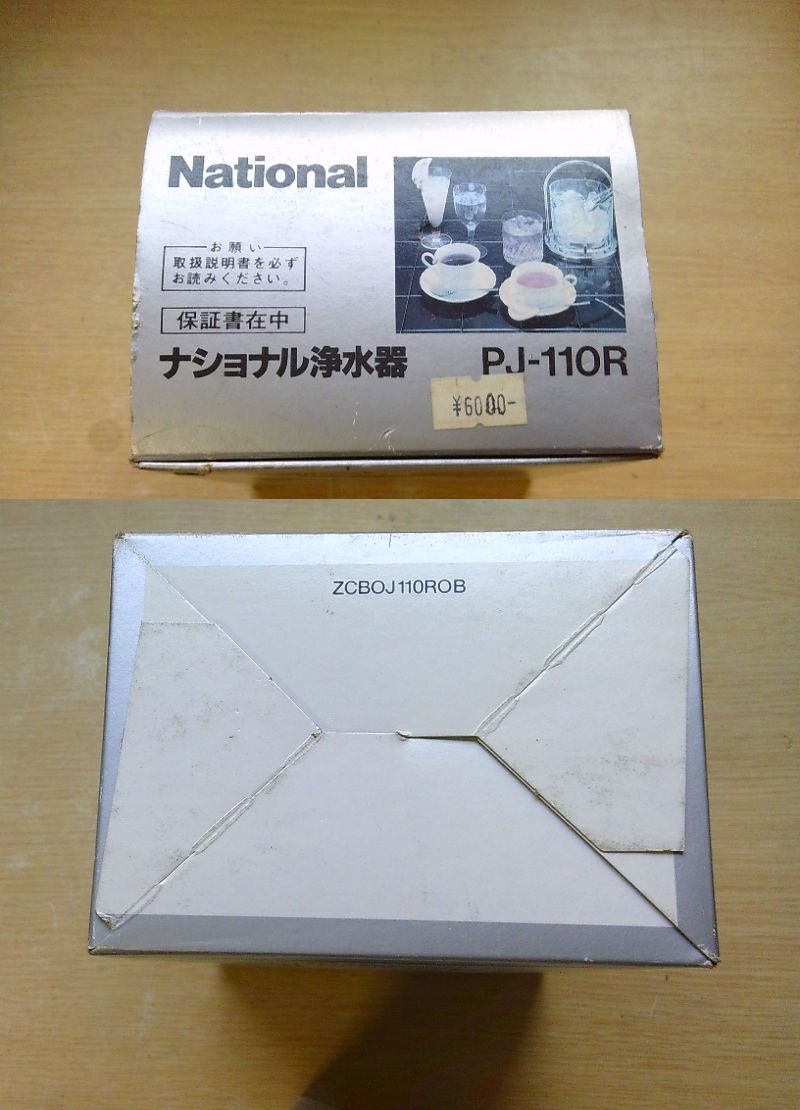 National
お願い
取扱説明書を必ず
お読みください。
保証書在中
ナショナル浄水器 PJ-110R
¥6000-
ZCBOJ110ROB